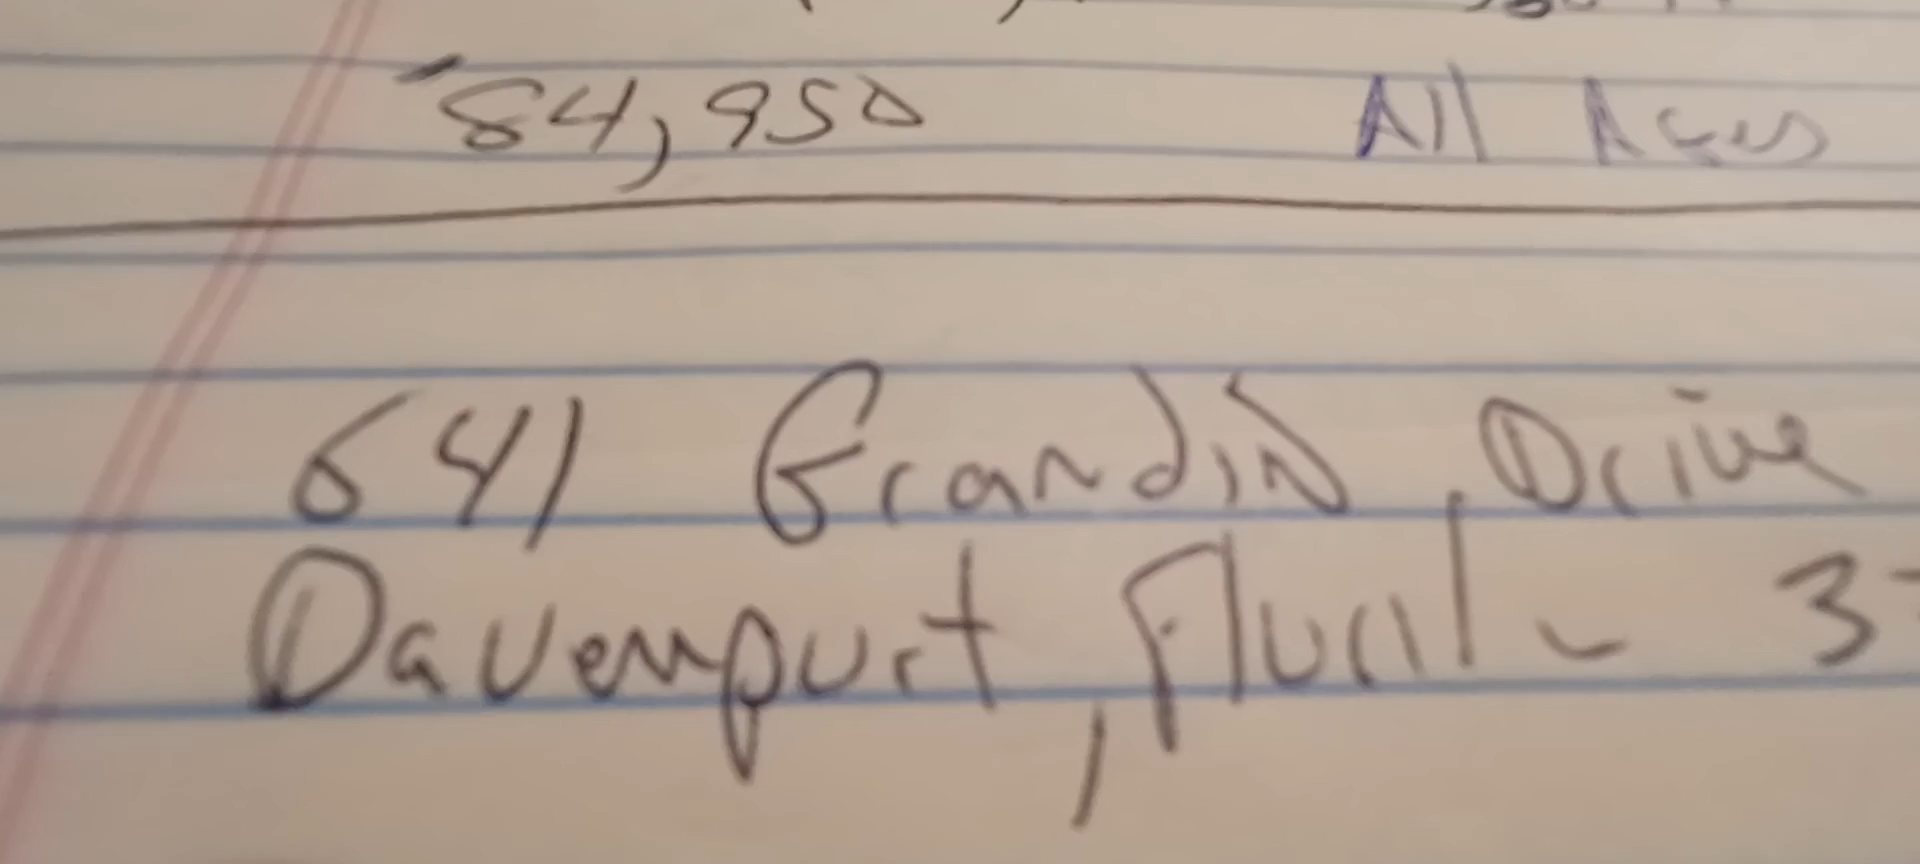 84,950 All Ages
641 Grandin Drive
Davenport, Florida 3